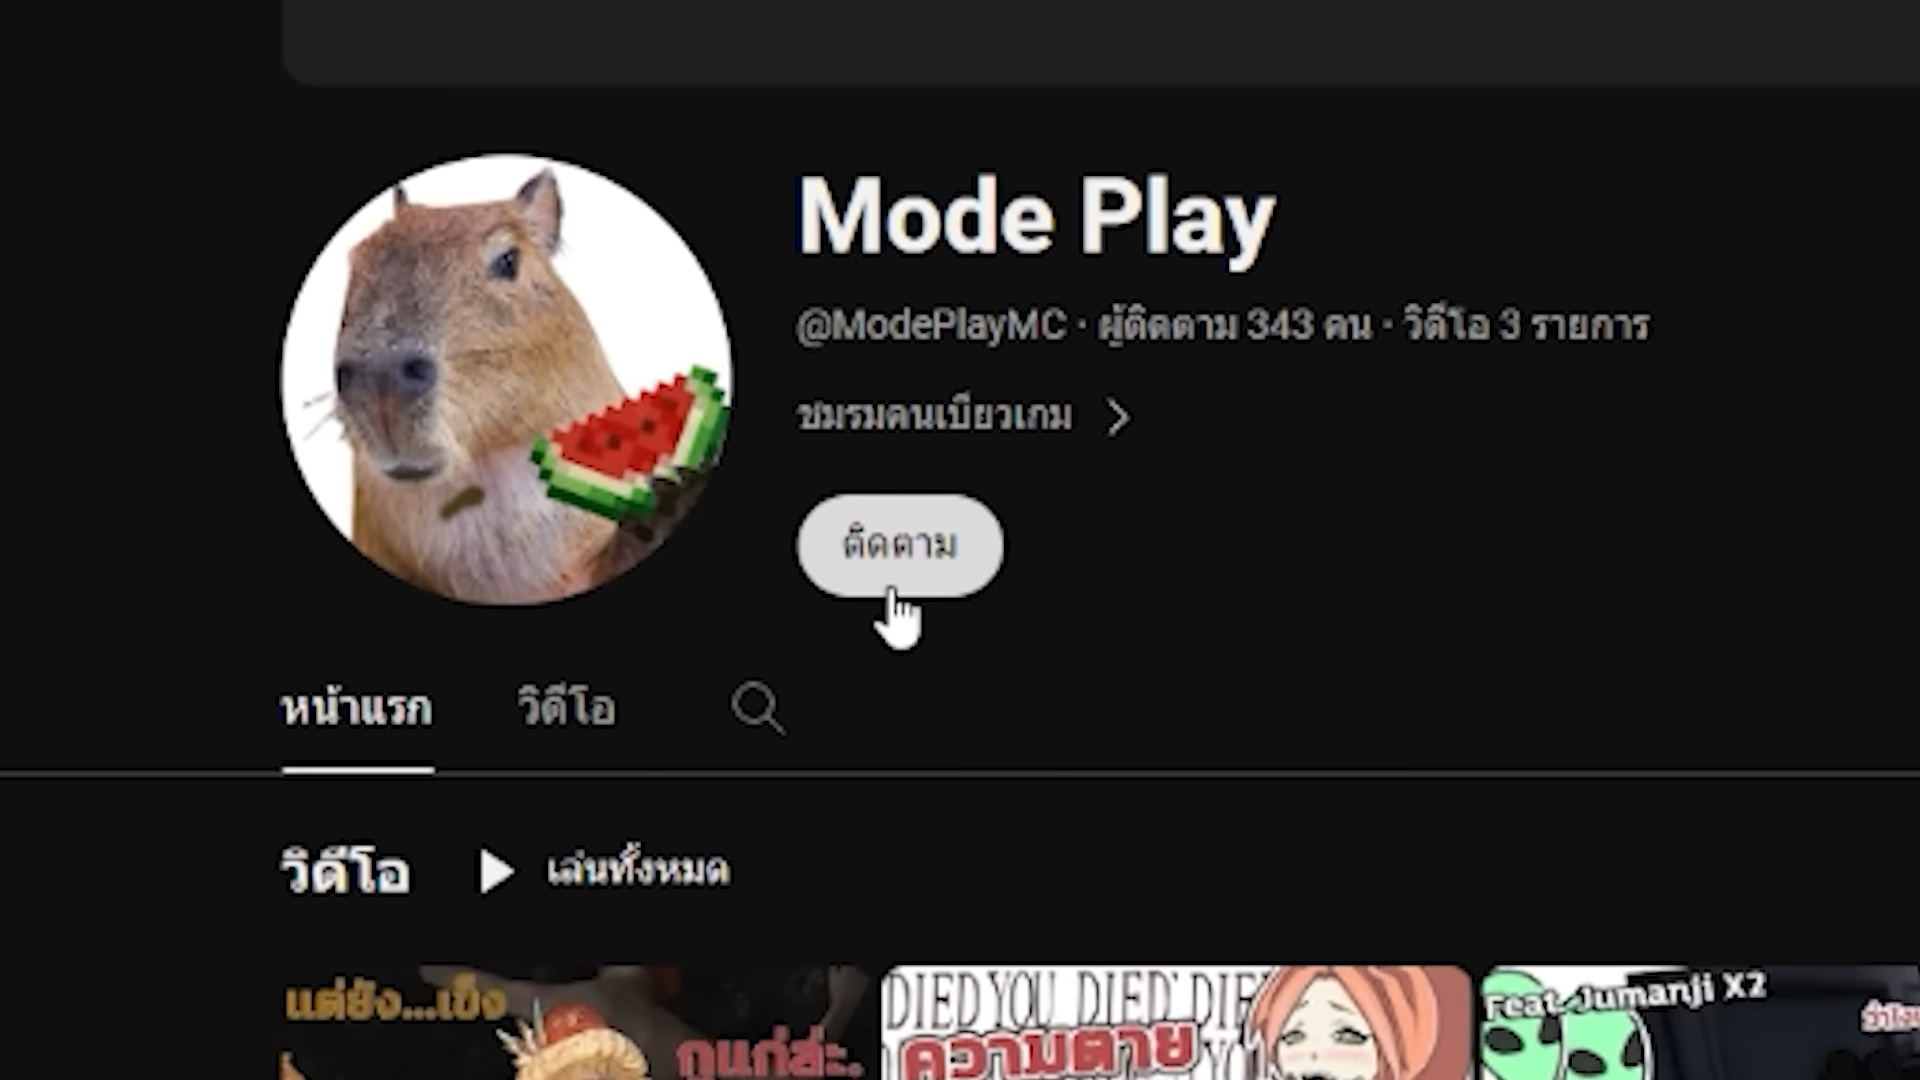 Mode Play
@ModePlayMC · ผู้ติดตาม 343 คน · วิดีโอ 3 รายการ
ชมรมคนเบียวเกม
ติดตาม
หน้าแรก
วิดีโอ
วิดีโอ
เล่นทั้งหมด
แต่ยัง...เข็ง
กูแก่ล่ะ.
DIED YOU DIED DIE
ความตาย
Feat. Jumanji X2